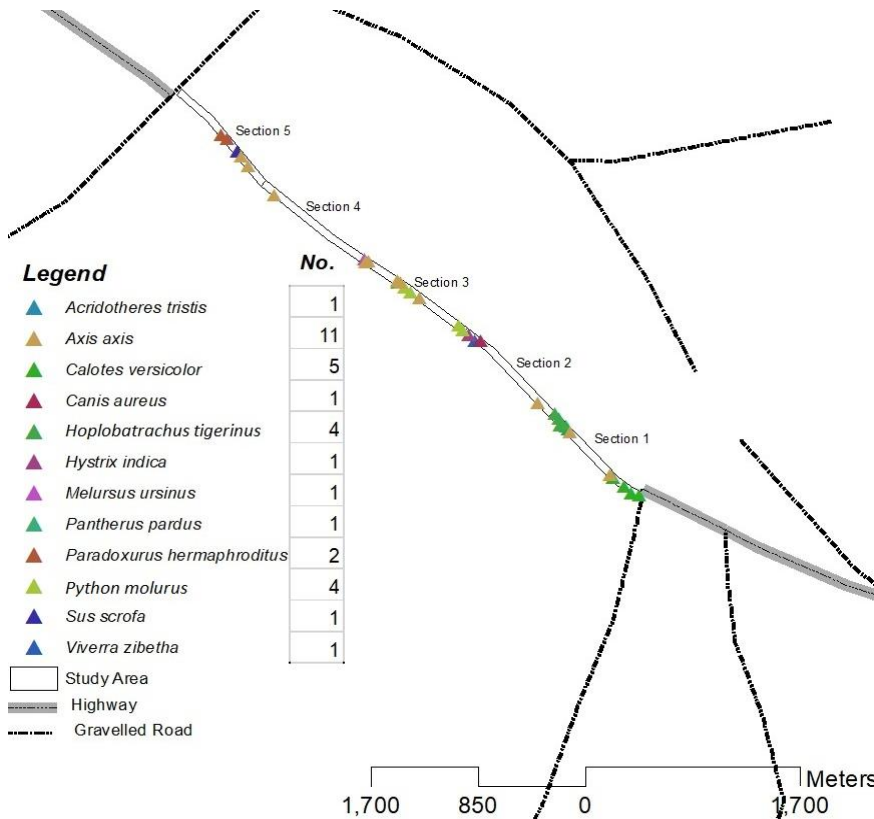 Section 5
Section 4
Section 3
Section 2
Section 1
Legend No.
Acridotheres tristis 1
Axis axis 11
Calotes versicolor 5
Canis aureus 1
Hoplobatrachus tigerinus 4
Hystrix indica 1
Melursus ursinus 1
Pantherus pardus 1
Paradoxurus hermaphroditus 2
Python molurus 4
Sus scrofa 1
Viverra zibetha 1
Study Area
Highway
Gravelled Road
Meters
1,700 850 0 1,700